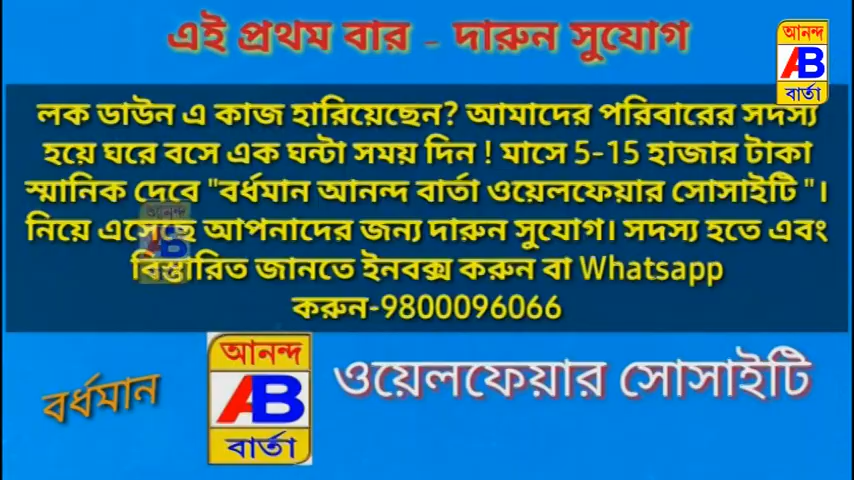 এই প্রথম বার - দারুন সুযোগ
আনন্দ
AB
বার্তা
লক ডাউন এ কাজ হারিয়েছেন? আমাদের পরিবারের সদস্য
হয়ে ঘরে বসে এক ঘন্টা সময় দিন ! মাসে 5-15 হাজার টাকা
স্মানিক দেবে "বর্ধমান আনন্দ বার্তা ওয়েলফেয়ার সোসাইটি "।
নিয়ে এসেছে আপনাদের জন্য দারুন সুযোগ। সদস্য হতে এবং
বিস্তারিত জানতে ইনবক্স করুন বা Whatsapp
করুন-9800096066
বর্ধমান
আনন্দ
AB
বার্তা
ওয়েলফেয়ার সোসাইটি